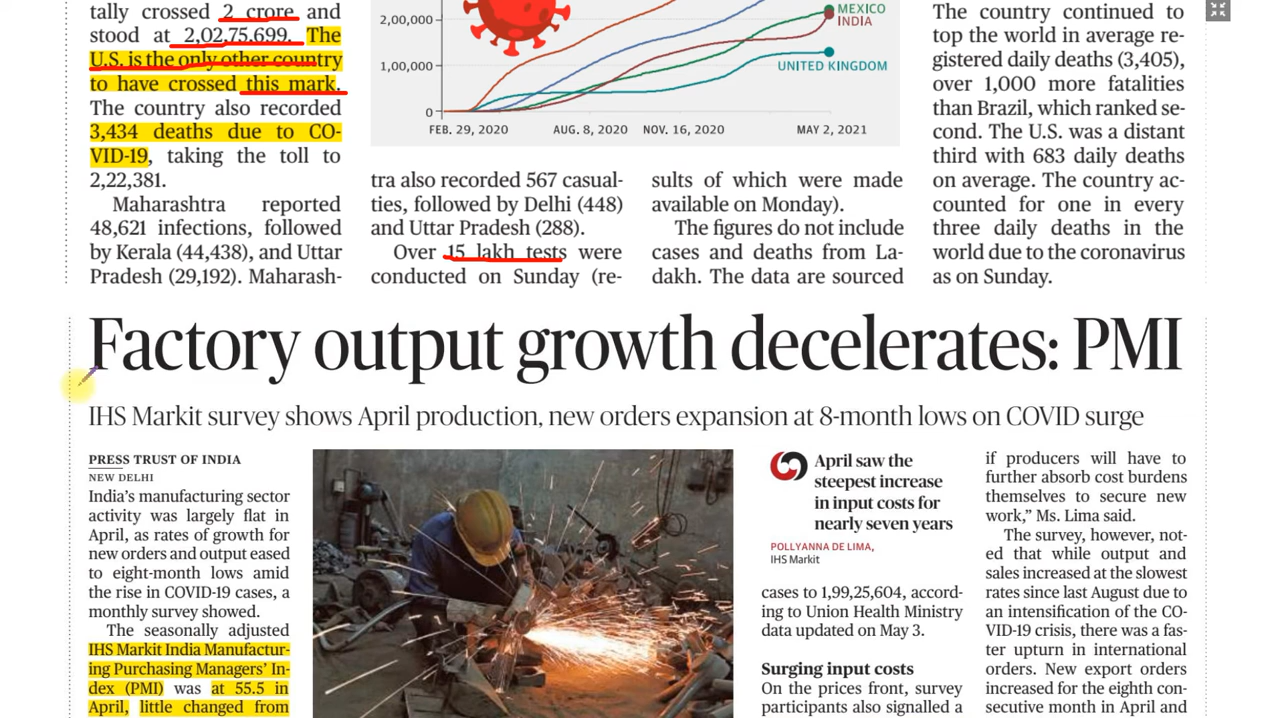 tally crossed 2 crore and
stood at 2,02,75,699. The
U.S. is the only other country
to have crossed this mark.
The country also recorded
3,434 deaths due to CO-
VID-19, taking the toll to
2,22,381.
Maharashtra reported
48,621 infections, followed
by Kerala (44,438), and Uttar
Pradesh (29,192). Maharash-
2,00,000
1,00,000
0
MEXICO
INDIA
UNITED KINGDOM
FEB. 29, 2020
AUG. 8, 2020
NOV. 16, 2020
MAY 2, 2021
tra also recorded 567 casual-
ties, followed by Delhi (448)
and Uttar Pradesh (288).
Over 15 lakh tests were
conducted on Sunday (re-
sults of which were made
available on Monday).
The figures do not include
cases and deaths from La-
dakh. The data are sourced
The country continued to
top the world in average re-
gistered daily deaths (3,405),
over 1,000 more fatalities
than Brazil, which ranked se-
cond. The U.S. was a distant
third with 683 daily deaths
on average. The country ac-
counted for one in every
three daily deaths in the
world due to the coronavirus
as on Sunday.
Factory output growth decelerates: PMI
IHS Markit survey shows April production, new orders expansion at 8-month lows on COVID surge
PRESS TRUST OF INDIA
NEW DELHI
India's manufacturing sector
activity was largely flat in
April, as rates of growth for
new orders and output eased
to eight-month lows amid
the rise in COVID-19 cases, a
monthly survey showed.
The seasonally adjusted
IHS Markit India Manufactur-
ing Purchasing Managers' In-
dex (PMI) was at 55.5 in
April, little changed from
April saw the
steepest increase
in input costs for
nearly seven years
POLLYANNA DE LIMA,
IHS Markit
cases to 1,99,25,604, accord-
ing to Union Health Ministry
data updated on May 3.
Surging input costs
On the prices front, survey
participants also signalled a
if producers will have to
further absorb cost burdens
themselves to secure new
work," Ms. Lima said.
The survey, however, not-
ed that while output and
sales increased at the slowest
rates since last August due to
an intensification of the CO-
VID-19 crisis, there was a fas-
ter upturn in international
orders. New export orders
increased for the eighth con-
secutive month in April and